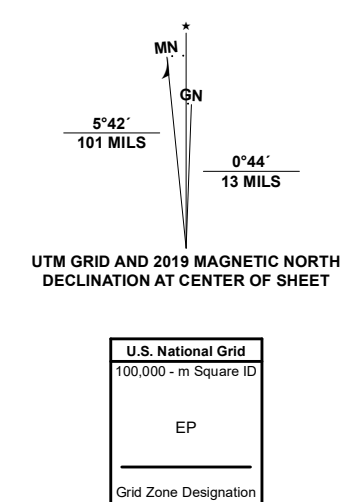 MN
GN
5°42´
101 MILS
0°44´
13 MILS
UTM GRID AND 2019 MAGNETIC NORTH
DECLINATION AT CENTER OF SHEET
U.S. National Grid
100,000 - m Square ID
EP
Grid Zone Designation